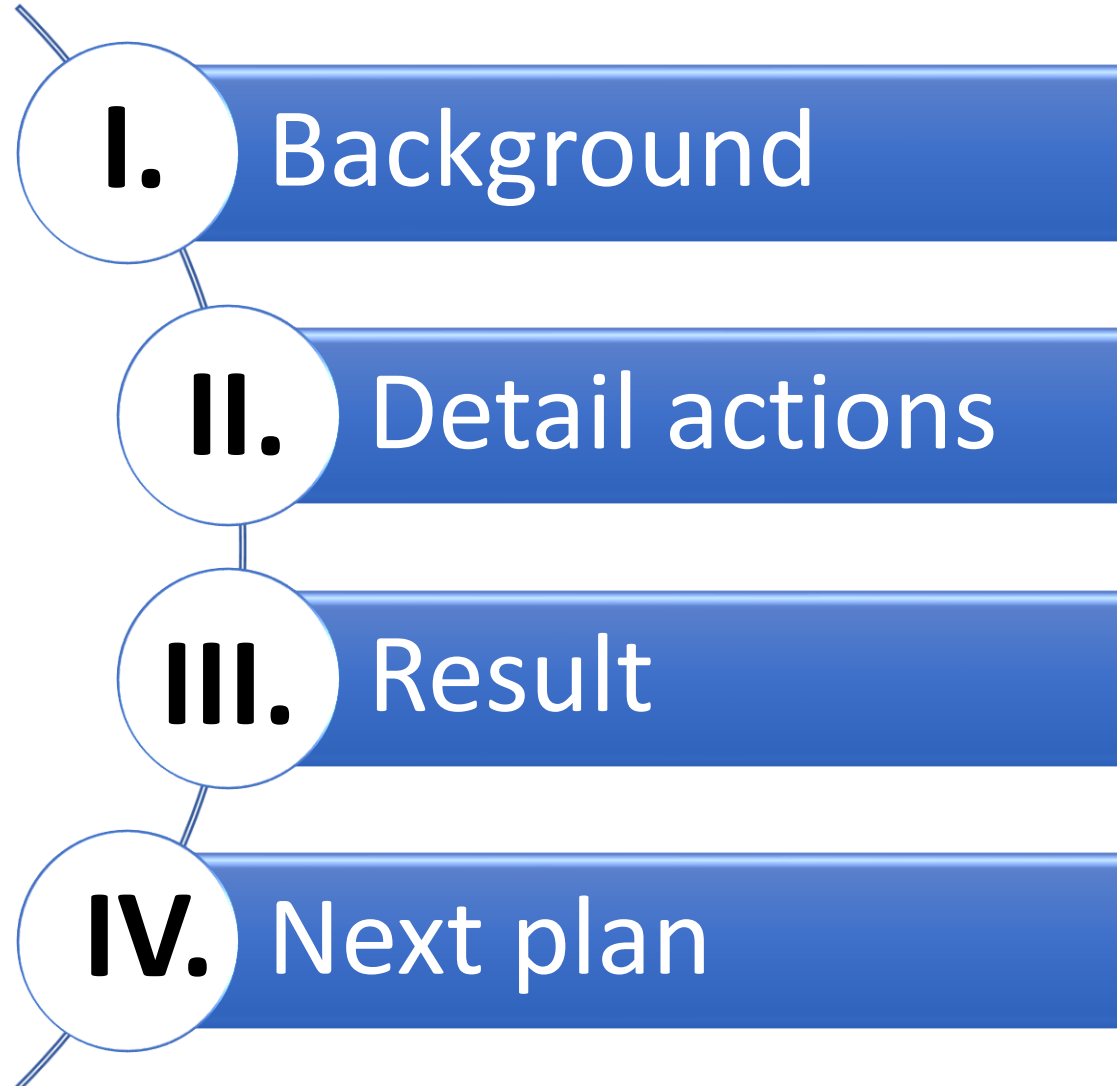 I. Background
II. Detail actions
III. Result
IV. Next plan